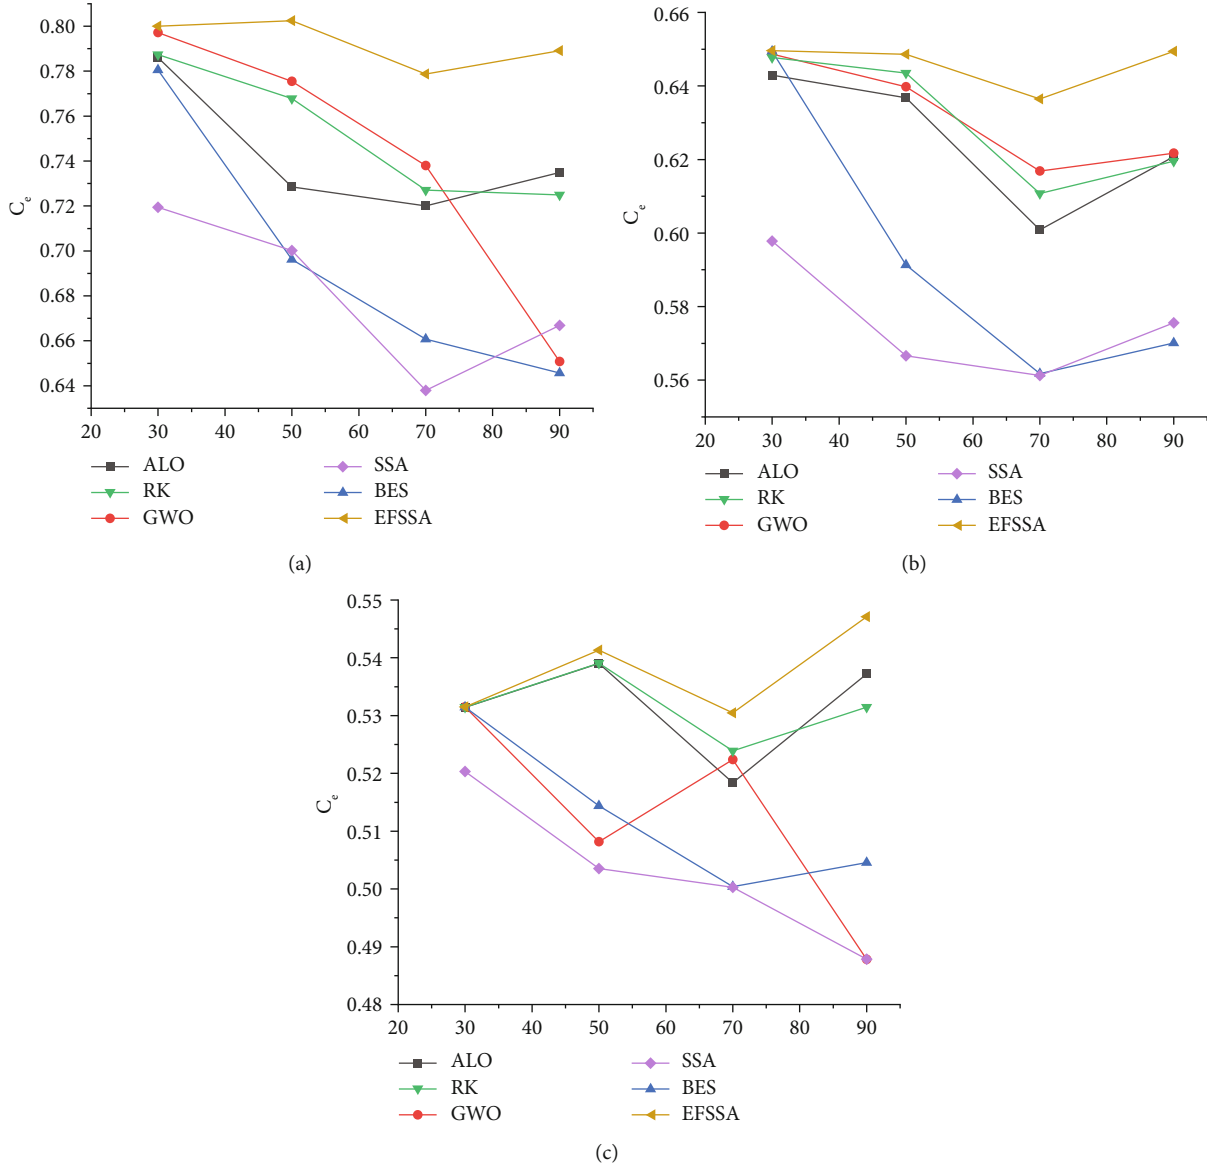 0.80
0.78
0.76
0.74
0.72
0.70
0.68
0.66
0.64
C_e
20 30 40 50 60 70 80 90
ALO SSA
RK BES
GWO EFSSA
(a)
0.66
0.64
0.62
0.60
0.58
0.56
C_e
20 30 40 50 60 70 80 90
ALO SSA
RK BES
GWO EFSSA
(b)
0.55
0.54
0.53
0.52
0.51
0.50
0.49
0.48
C_e
20 30 40 50 60 70 80 90
ALO SSA
RK BES
GWO EFSSA
(c)